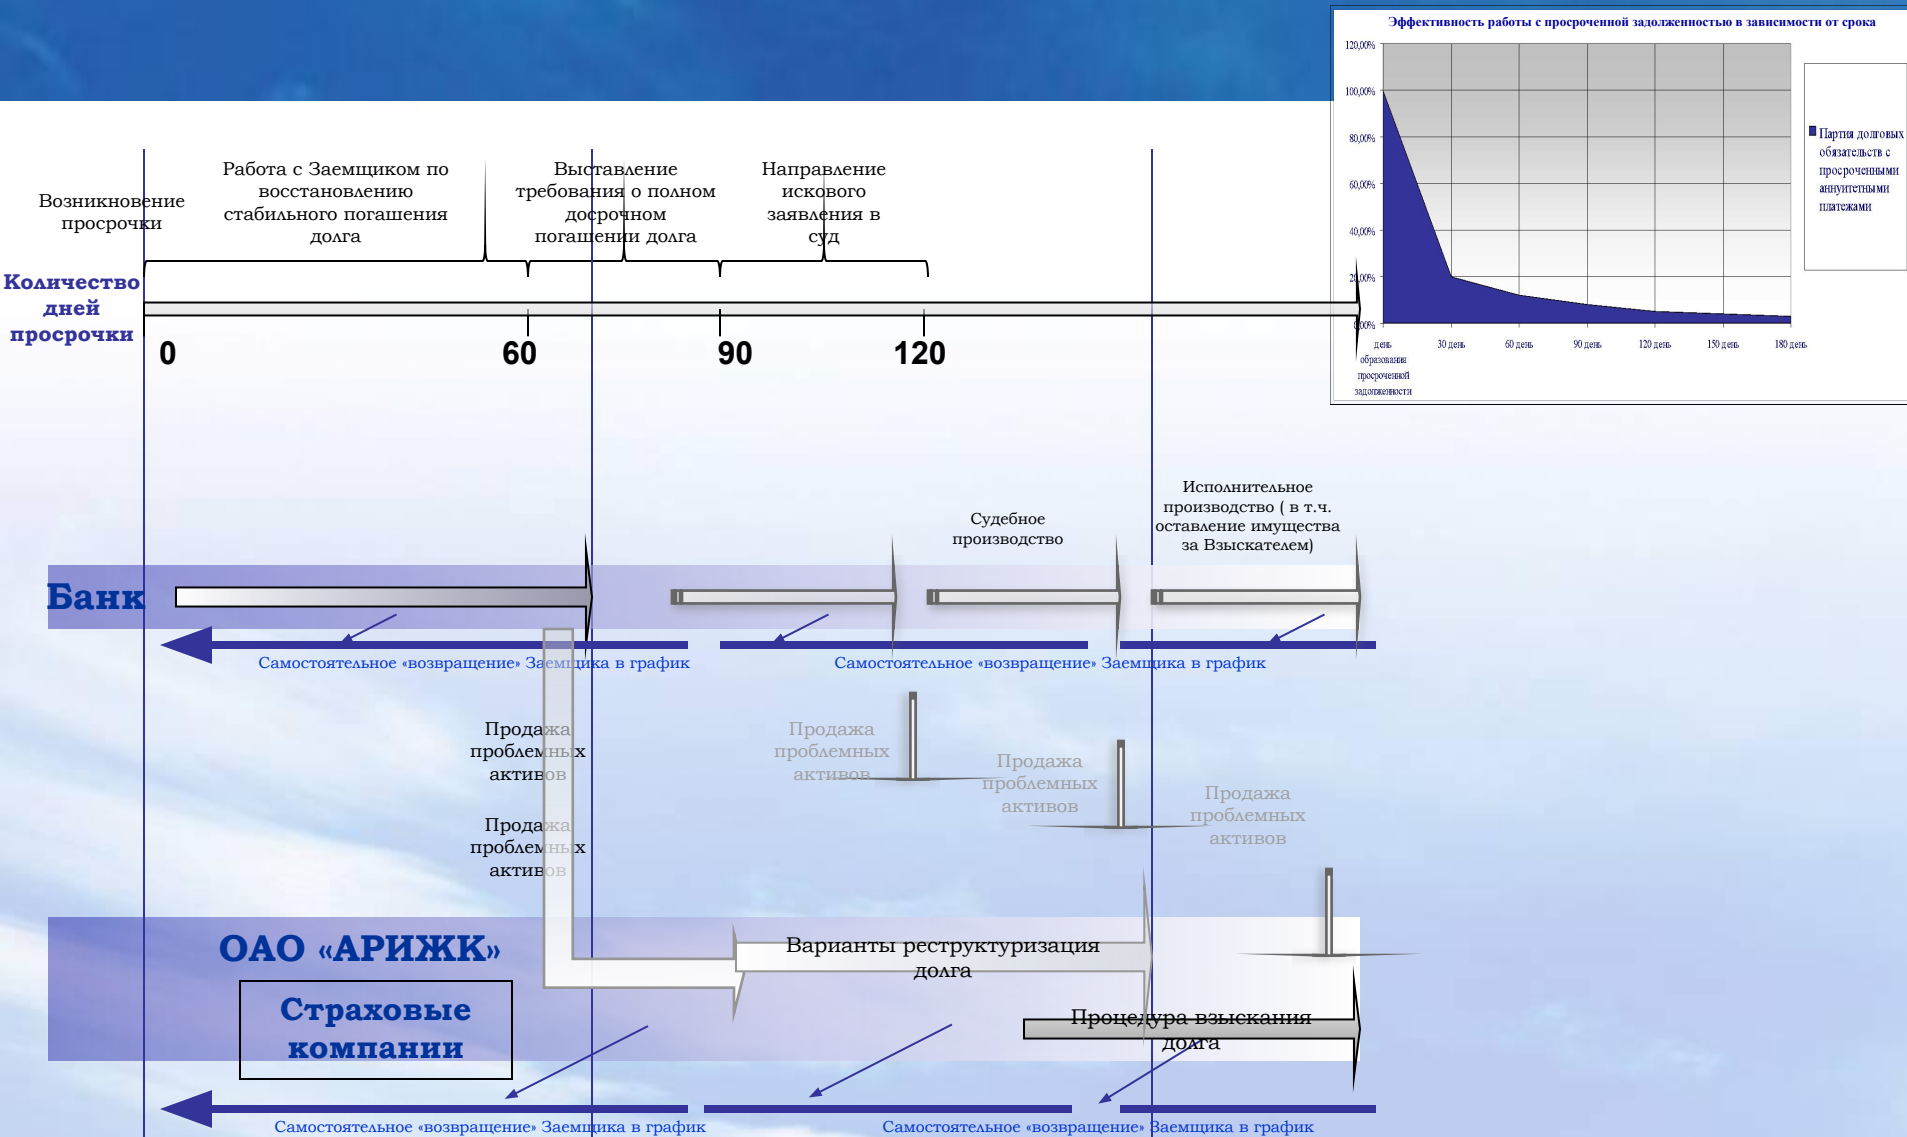 Эффективность работы с просроченной задолженностью в зависимости от срока
120,00%
100,00%
80,00%
60,00%
40,00%
20,00%
0,00%
день
образования
просроченной
задолженности
30 день
60 день
90 день
120 день
150 день
180 день
Партия долговых
обязательств с
просроченными
аннуитетными
платежами
Возникновение
просрочки
Работа с Заемщиком по
восстановлению
стабильного погашения
долга
Выставление
требования о полном
досрочном
погашении долга
Направление
искового
заявления в
суд
Количество
дней
просрочки
0
60
90
120
Судебное
производство
Исполнительное
производство ( в т.ч.
оставление имущества
за Взыскателем)
Банк
Самостоятельное «возвращение» Заемщика в график
Самостоятельное «возвращение» Заемщика в график
Продажа
проблемных
активов
Продажа
проблемных
активов
Продажа
проблемных
активов
Продажа
проблемных
активов
Продажа
проблемных
активов
ОАО «АРИЖК»
Страховые
компании
Варианты реструктуризация
долга
Процедура взыскания
долга
Самостоятельное «возвращение» Заемщика в график
Самостоятельное «возвращение» Заемщика в график